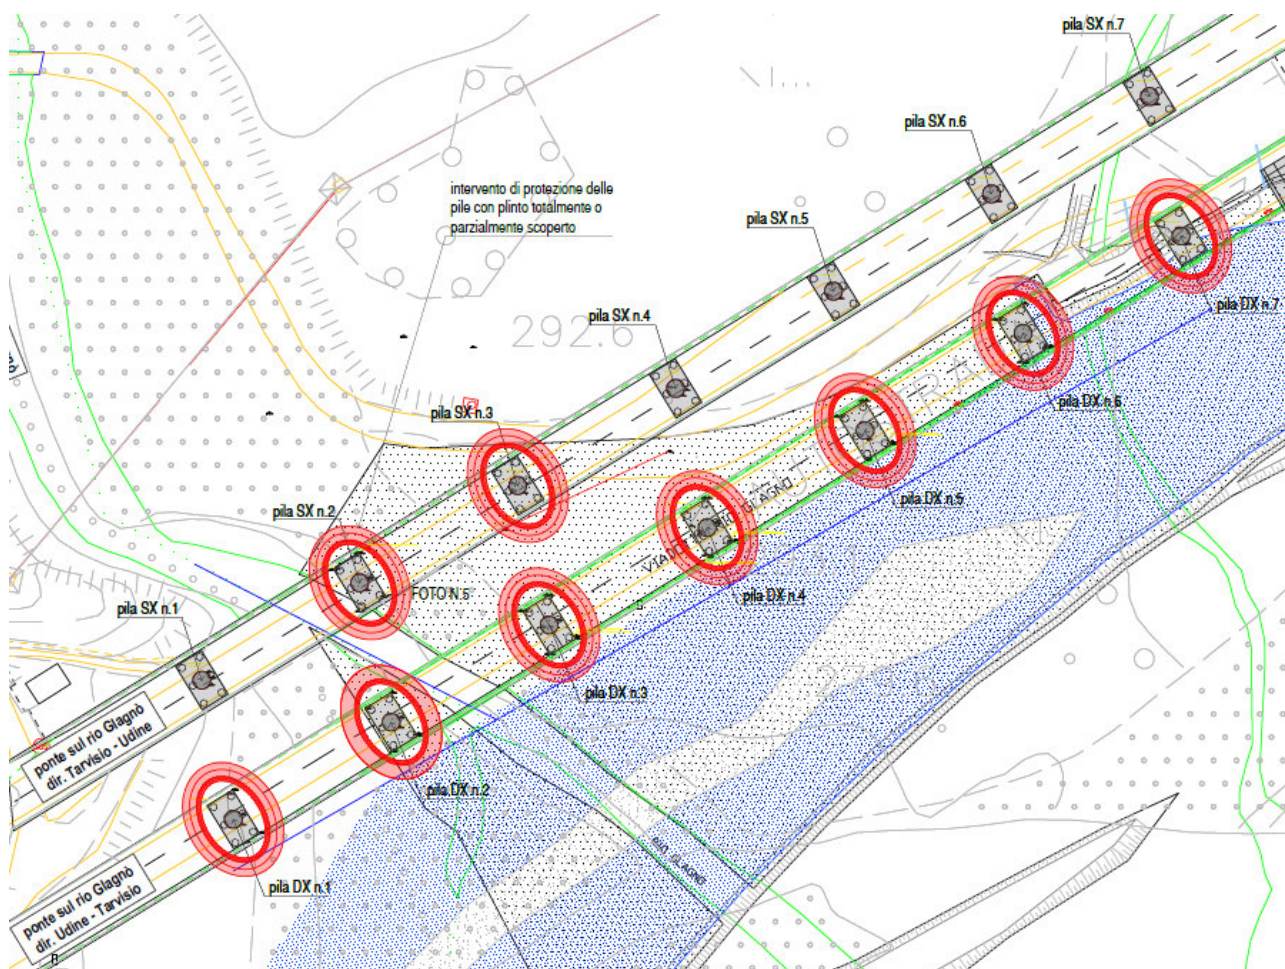 pila SX n.7
pila SX n.6
intervento di protezione delle
pile con plinto totalmente o
parzialmente scoperto
pila SX n.5
pila SX n.4
292.6
pila DX n.7
pila SX n.3
pila DX n.6
pila DX n.5
pila SX n.2
FOTO N.5
pila DX n.4
pila SX n.1
pila DX n.3
ponte sul rio Glagnò
dir. Tarvisio - Udine
pila DX n.2
RIO GLAGNO
pila DX n.1
ponte sul rio Glagnò
dir. Udine - Tarvisio
R